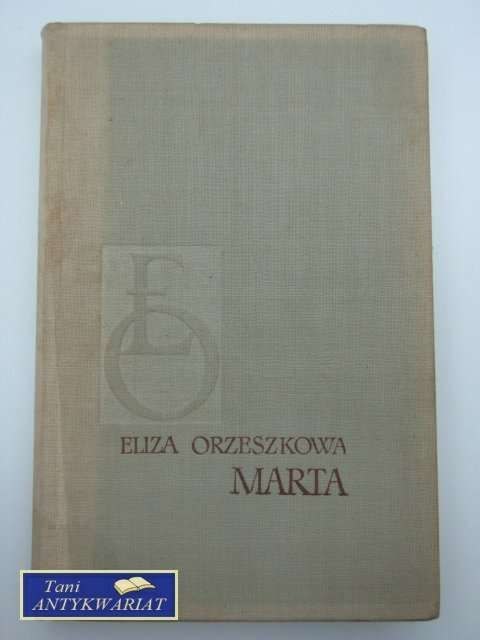 EO
ELIZA ORZESZKOWA
MARTA
Tani
ANTYKWARIAT